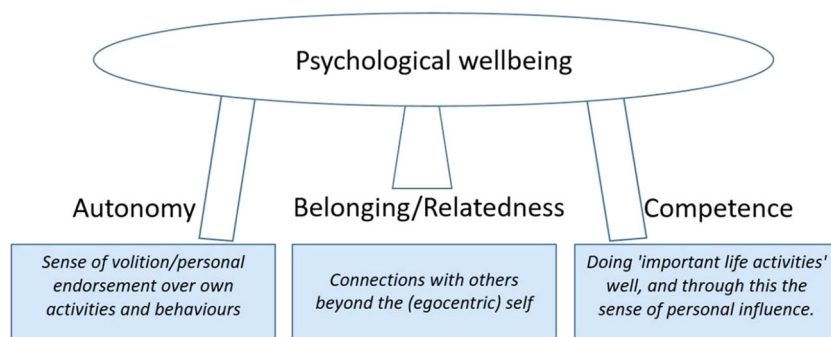 Psychological wellbeing
Autonomy
Belonging/Relatedness
Competence
Sense of volition/personal
endorsement over own
activities and behaviours
Connections with others
beyond the (egocentric) self
Doing 'important life activities'
well, and through this the
sense of personal influence.